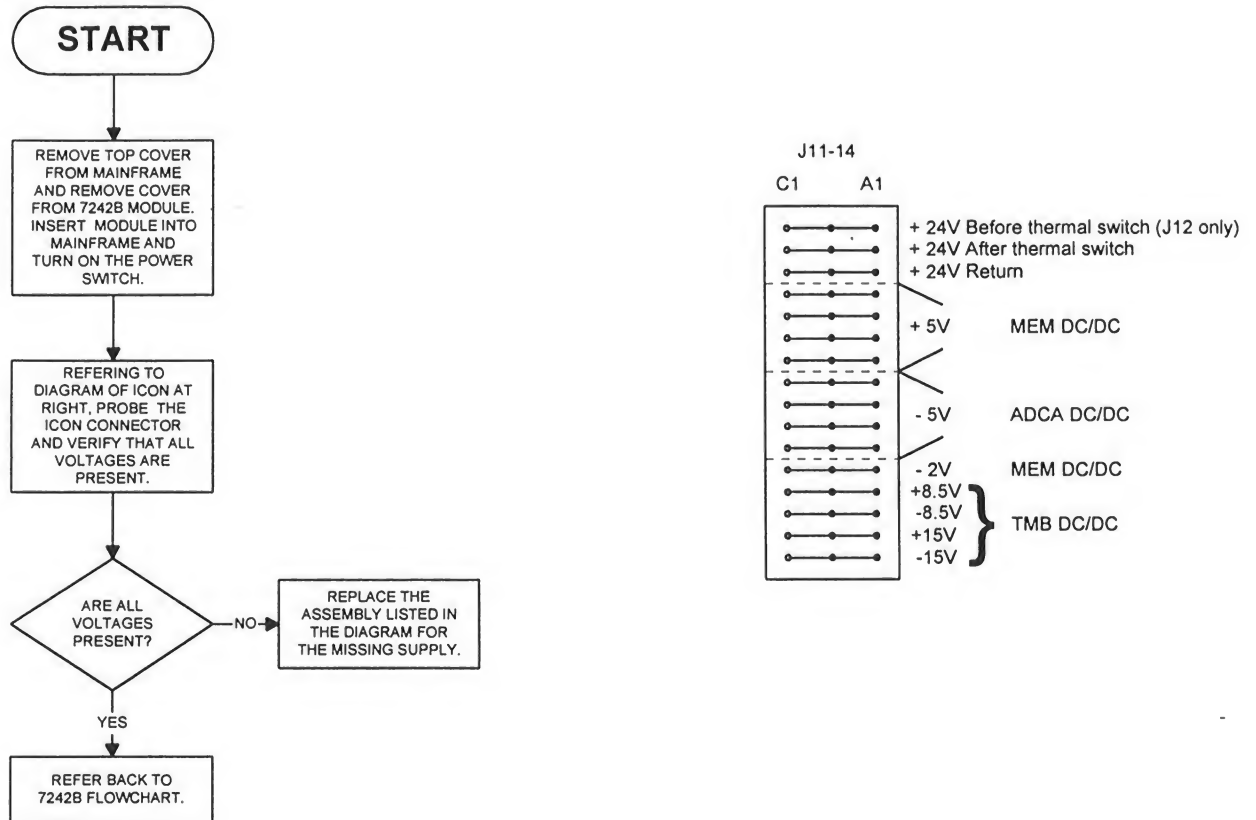 START
REMOVE TOP COVER
FROM MAINFRAME
AND REMOVE COVER
FROM 7242B MODULE.
INSERT MODULE INTO
MAINFRAME AND
TURN ON THE POWER
SWITCH.
REFERING TO
DIAGRAM OF ICON AT
RIGHT, PROBE THE
ICON CONNECTOR
AND VERIFY THAT ALL
VOLTAGES ARE
PRESENT.
ARE ALL
VOLTAGES
PRESENT?
NO
REPLACE THE
ASSEMBLY LISTED IN
THE DIAGRAM FOR
THE MISSING SUPPLY.
YES
REFER BACK TO
7242B FLOWCHART.
J11-14
C1 A1
+ 24V Before thermal switch (J12 only)
+ 24V After thermal switch
+ 24V Return
+ 5V MEM DC/DC
- 5V ADCA DC/DC
- 2V MEM DC/DC
+8.5V
-8.5V
TMB DC/DC
+15V
-15V